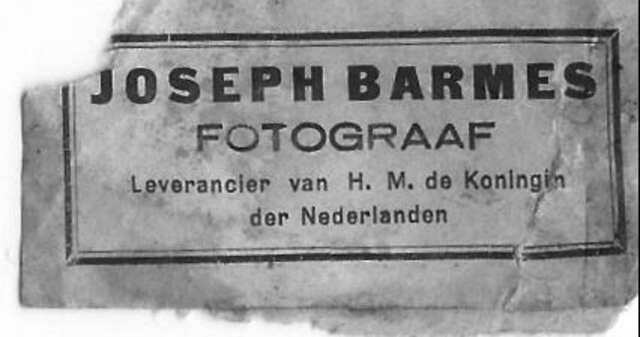 JOSEPH BARMES
FOTOGRAAF
Leverancier van H. M. de Koningin
der Nederlanden